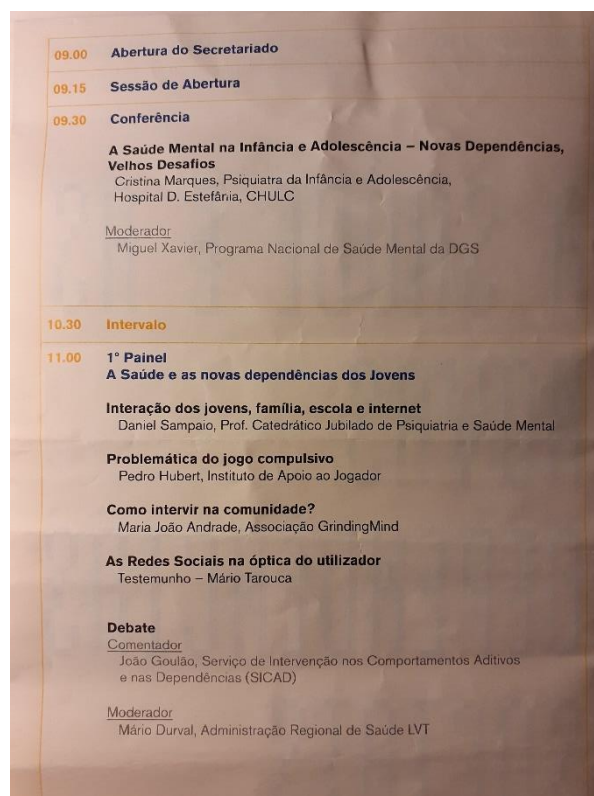 09.00 Abertura do Secretariado
09.15 Sessão de Abertura
09.30 Conferência
A Saúde Mental na Infância e Adolescência – Novas Dependências,
Velhos Desafios
Cristina Marques, Psiquiatra da Infância e Adolescência,
Hospital D. Estefânia, CHULC
Moderador
Miguel Xavier, Programa Nacional de Saúde Mental da DGS
10.30 Intervalo
11.00 1º Painel
A Saúde e as novas dependências dos Jovens
Interação dos jovens, família, escola e internet
Daniel Sampaio, Prof. Catedrático Jubilado de Psiquiatria e Saúde Mental
Problemática do jogo compulsivo
Pedro Hubert, Instituto de Apoio ao Jogador
Como intervir na comunidade?
Maria João Andrade, Associação GrindingMind
As Redes Sociais na óptica do utilizador
Testemunho – Mário Tarouca
Debate
Comentador
João Goulão, Serviço de Intervenção nos Comportamentos Aditivos
e nas Dependências (SICAD)
Moderador
Mário Durval, Administração Regional de Saúde LVT